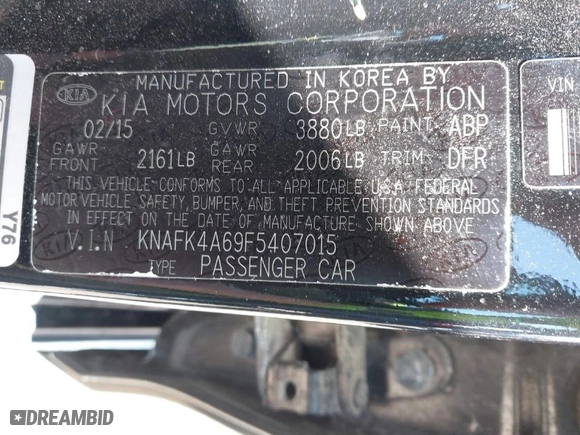 MANUFACTURED IN KOREA BY
KIA KIA MOTORS CORPORATION
02/15 GVWR 3880LB PAINT ABP
GAWR FRONT 2161LB GAWR REAR 2006LB TRIM DFR
THIS VEHICLE CONFORMS TO ALL APPLICABLE U.S.A. FEDERAL
MOTOR VEHICLE SAFETY, BUMPER, AND THEFT PREVENTION STANDARDS
IN EFFECT ON THE DATE OF MANUFACTURE SHOWN ABOVE
V.I.N KNAFK4A69F5407015
TYPE PASSENGER CAR
VIN
Y76
DREAMBID